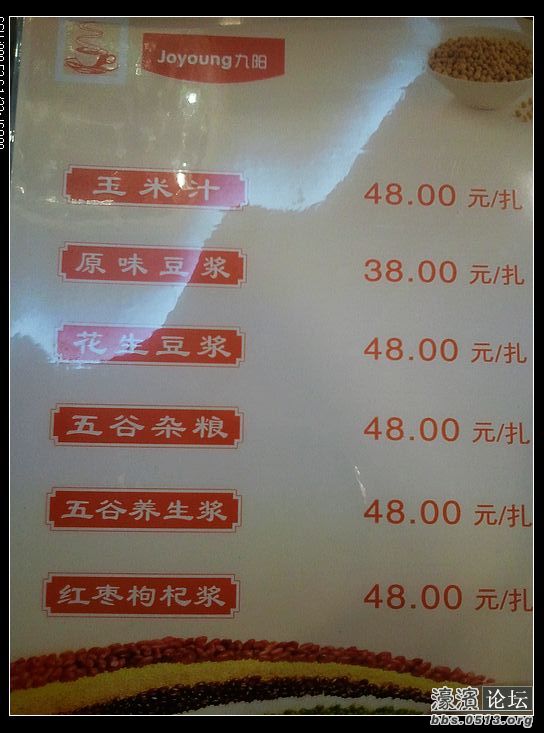 Joyoung九阳
玉米汁 48.00 元/扎
原味豆浆 38.00 元/扎
花生豆浆 48.00 元/扎
五谷杂粮 48.00 元/扎
五谷养生浆 48.00 元/扎
红枣枸杞浆 48.00 元/扎
濠滨论坛
bbs.0513.org